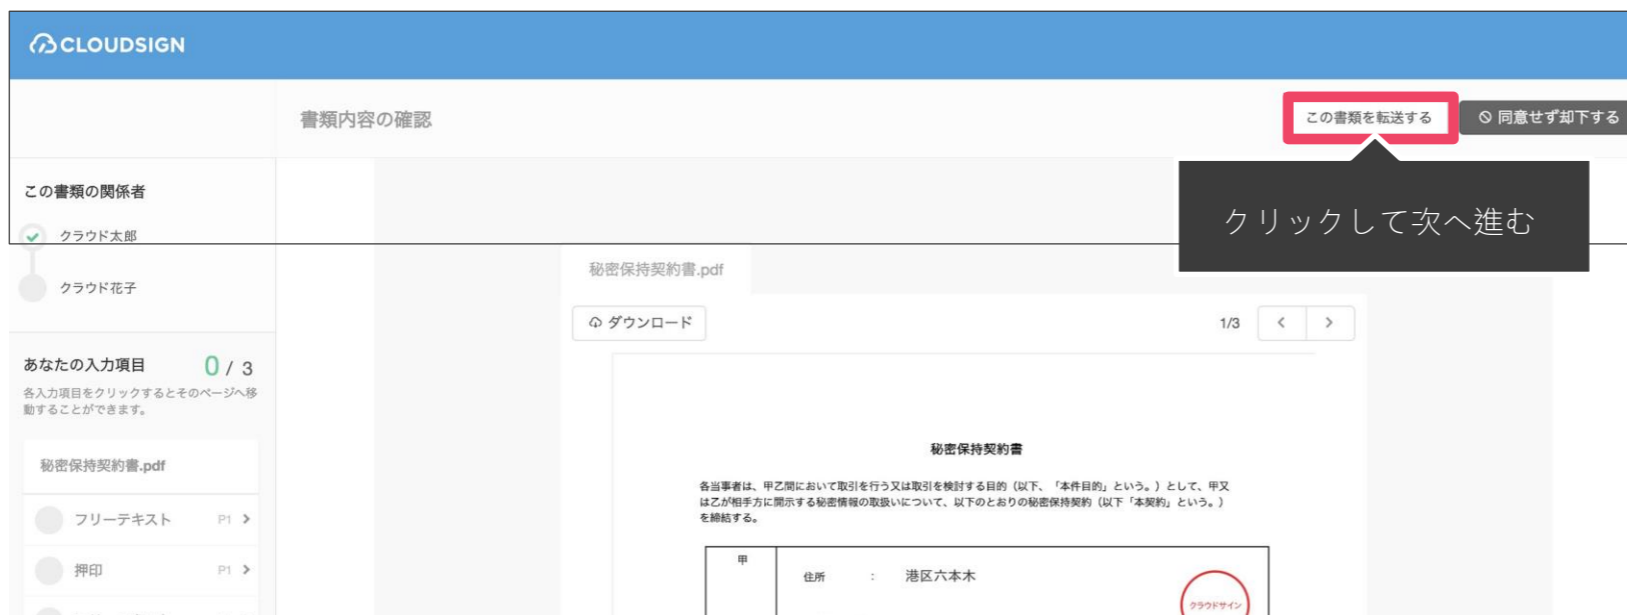 CLOUDSIGN
書類内容の確認
この書類を転送する
同意せず却下する
クリックして次へ進む
この書類の関係者
クラウド太郎
クラウド花子
あなたの入力項目 0 / 3
各入力項目をクリックするとそのページへ移
動することができます。
秘密保持契約書.pdf
フリーテキスト P1
押印 P1
秘密保持契約書.pdf
ダウンロード
1/3
秘密保持契約書
各当事者は、甲乙間において取引を行う又は取引を検討する目的（以下、「本件目的」という。）として、甲又
は乙が相手方に開示する秘密情報の取扱いについて、以下のとおりの秘密保持契約（以下「本契約」という。）
を締結する。
甲
住所 : 港区六本木
クラウドサイン